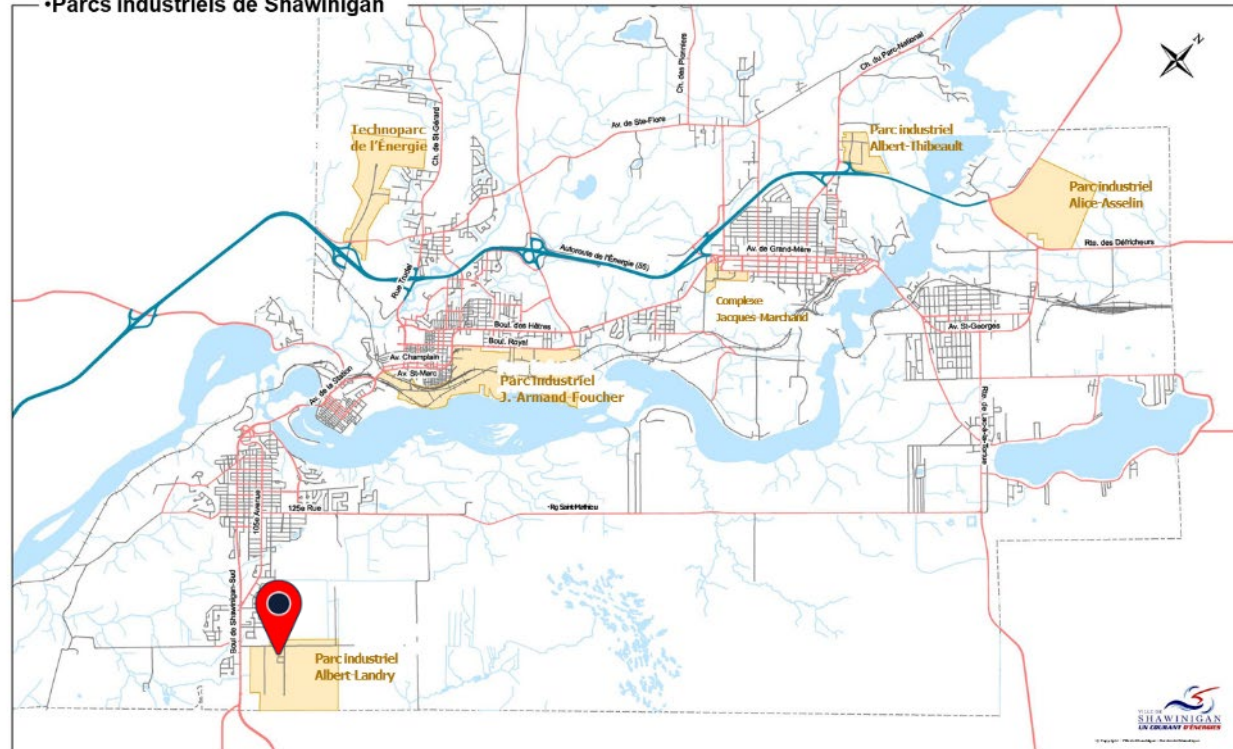 •Parcs industriels de Shawinigan
N
Ch. des Pionniers
Ch. du Parc-National
Av. de Ste-Flore
Technoparc
de l'Énergie
Ch. de St-Gérard
Parc industriel
Albert-Thibeault
Parc industriel
Alice-Asselin
Rte. des Défricheurs
Av. de Grand-Mère
Autoroute de l'Énergie (55)
Rue Trudel
Complexe
Jacques-Marchand
Boul. des Hêtres
Boul. Royal
Av. St-Georges
Av. Champlain
Av. St-Marc
Parc industriel
J. Armand-Foucher
Av. de la Station
Rte. de Lac-à-la-Tortue
105e Avenue
125e Rue
Rg Saint-Mathieu
Boul de Shawinigan-Sud
Parc industriel
Albert-Landry
VILLE DE
SHAWINIGAN
UN COURANT D'ÉNERGIES